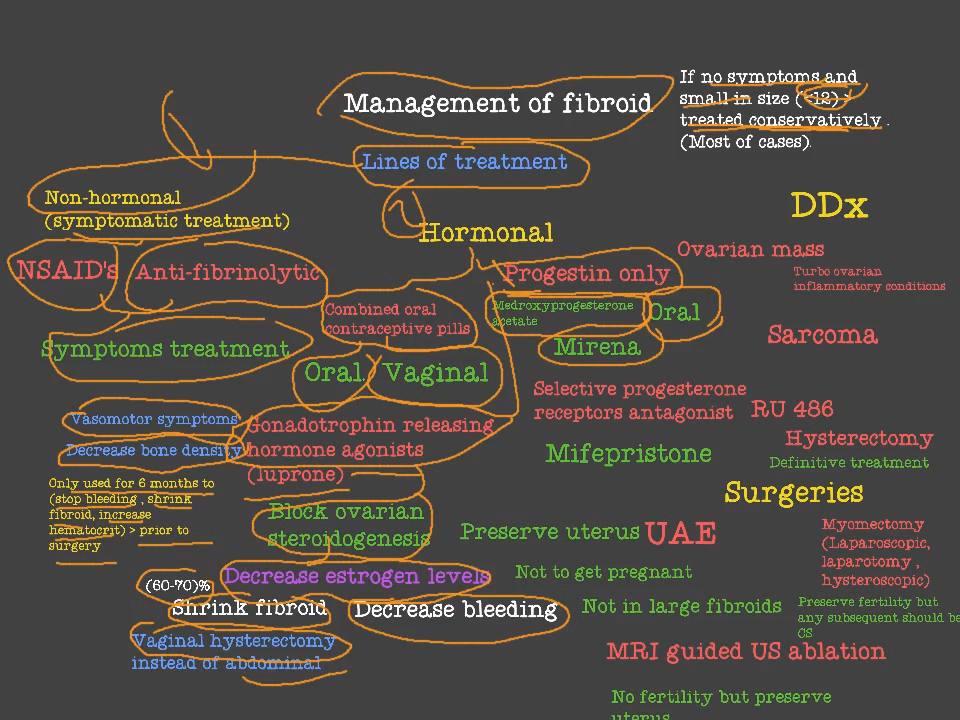 Management of fibroid
If no symptoms and
small in size (<12) >
treated conservatively .
(Most of cases).
Lines of treatment
Non-hormonal
(symptomatic treatment)
Hormonal
DDx
NSAID's
Anti-fibrinolytic
Progestin only
Ovarian mass
Turbo ovarian
inflammatory conditions
Combined oral
contraceptive pills
Medroxyprogesterone
acetate
Oral
Sarcoma
Symptoms treatment
Mirena
Oral
Vaginal
Selective progesterone
receptors antagonist
RU 486
Vasomotor symptoms
Decrease bone density
Gonadotrophin releasing
hormone agonists
(luprone)
Mifepristone
Hysterectomy
Definitive treatment
Only used for 6 months to
(stop bleeding , shrink
fibroid, increase
hematocrit) > prior to
surgery
Surgeries
Block ovarian
steroidogenesis
Preserve uterus
UAE
Myomectomy
(Laparoscopic,
laparotomy ,
hysteroscopic)
Decrease estrogen levels
Not to get pregnant
(60-70)%
Shrink fibroid
Decrease bleeding
Not in large fibroids
Preserve fertility but
any subsequent should be
CS
Vaginal hysterectomy
instead of abdominal
MRI guided US ablation
No fertility but preserve
uterus